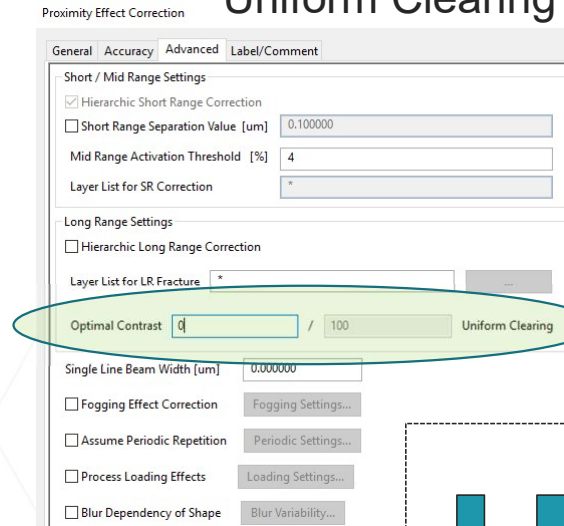 Uniform Clearing
Proximity Effect Correction
General Accuracy Advanced Label/Comment
Short / Mid Range Settings
Hierarchic Short Range Correction
Short Range Separation Value [um] 0.100000
Mid Range Activation Threshold [%] 4
Layer List for SR Correction *
Long Range Settings
Hierarchic Long Range Correction
Layer List for LR Fracture * ...
Optimal Contrast 0 / 100 Uniform Clearing
Single Line Beam Width [um] 0.000000
Fogging Effect Correction Fogging Settings...
Assume Periodic Repetition Periodic Settings...
Process Loading Effects Loading Settings...
Blur Dependency of Shape Blur Variability...